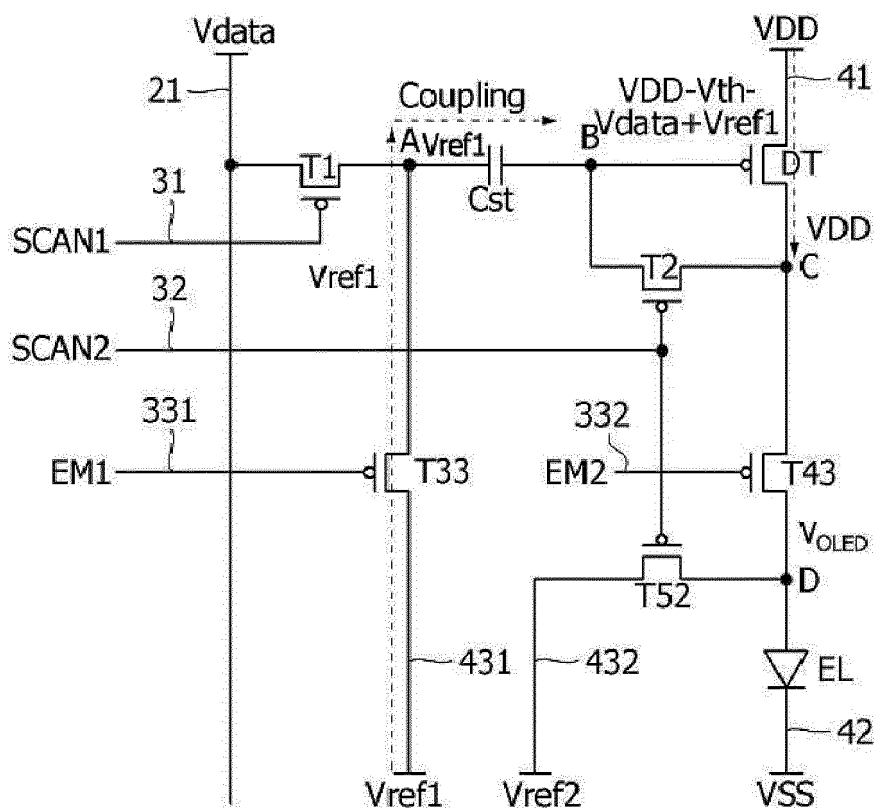 Vdata
VDD
21
41
Coupling
VDD-Vth-
Vdata+Vref1
A
Vref1
B
T1
Cst
DT
31
SCAN1
VDD
Vref1
T2
C
32
SCAN2
331
332
EM1
T33
EM2
T43
VOLED
D
T52
431
432
EL
42
Vref1
Vref2
VSS